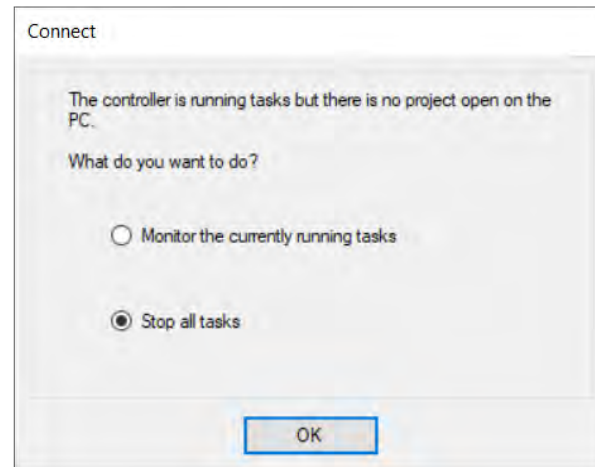 Connect
The controller is running tasks but there is no project open on the
PC.
What do you want to do?
Monitor the currently running tasks
Stop all tasks
OK